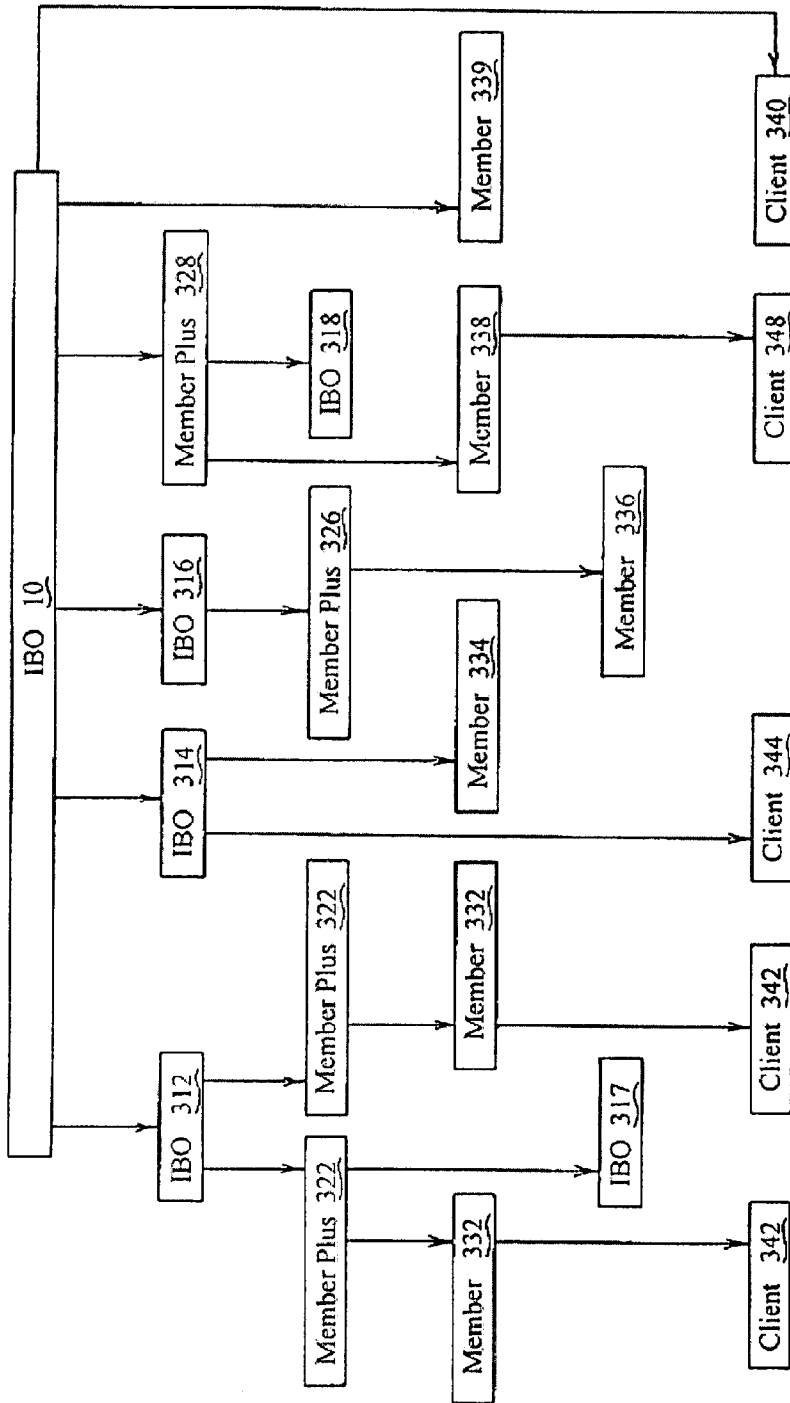 IBO 10
IBO 312
IBO 314
IBO 316
Member Plus 328
Member Plus 322
Member Plus 322
Member Plus 326
IBO 318
Member 332
Member 332
Member 334
Member 338
Member 339
IBO 317
Member 336
Client 342
Client 342
Client 344
Client 348
Client 340